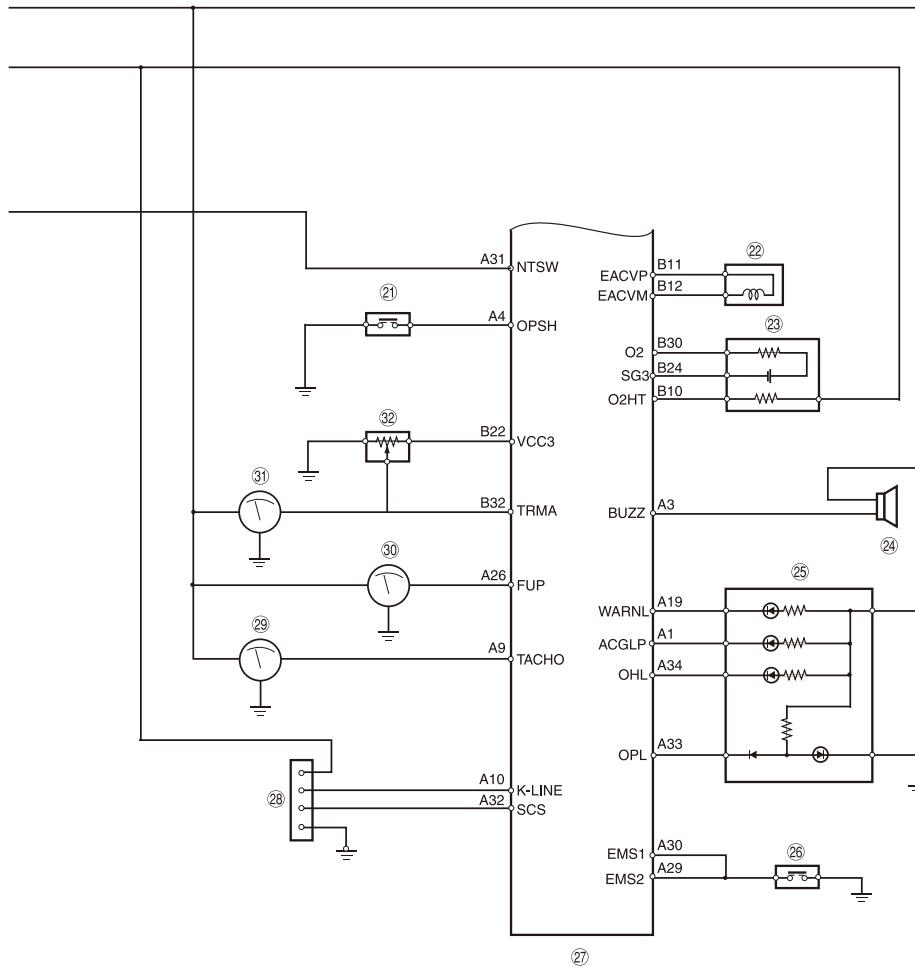 A31 NTSW
EACVP B11
㉒
EACVM B12
㉑
A4 OPSH
㉓
O2 B30
SG3 B24
O2HT B10
㉜
B22 VCC3
㉛
B32 TRMA
BUZZ A3
㉔
㉚
A26 FUP
㉕
WARNL A19
㉙
ACGLP A1
A9 TACHO
OHL A34
OPL A33
㉘
A10 K-LINE
A32 SCS
EMS1 A30
㉖
EMS2 A29
㉗